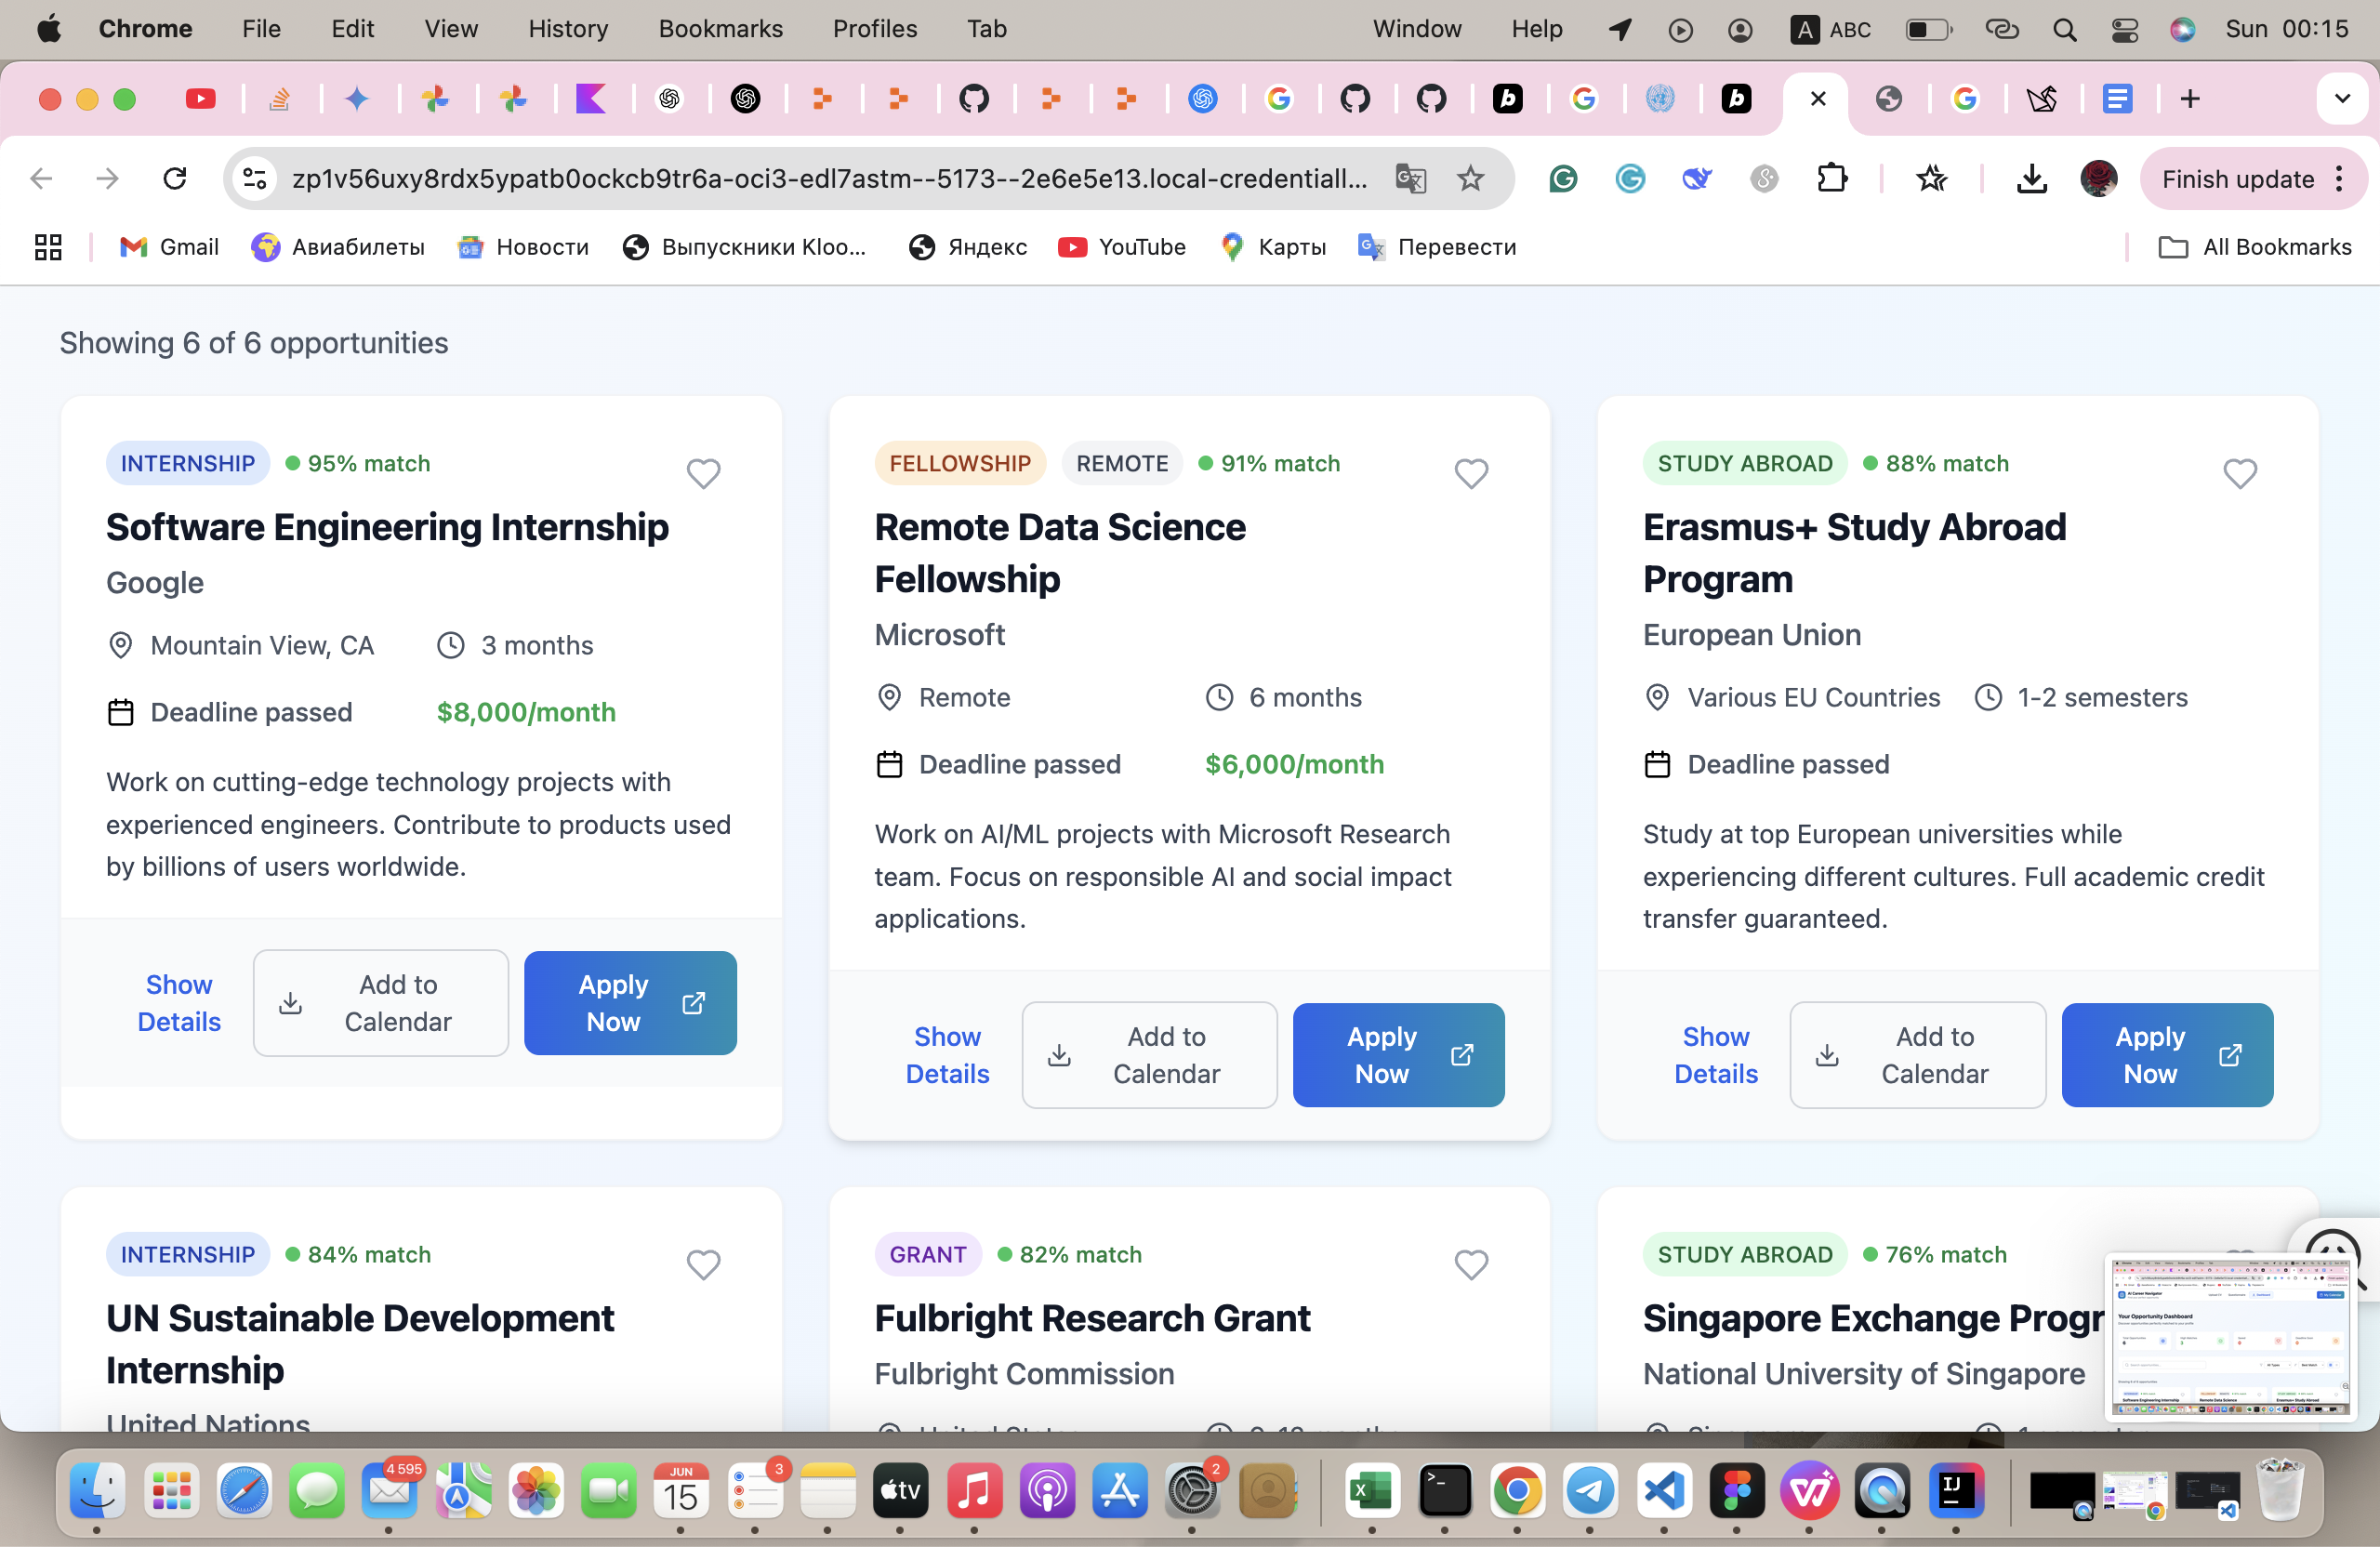 Chrome File Edit View History Bookmarks Profiles Tab Window Help A ABC Sun 00:15
zp1v56uxy8rdx5ypatb0ockcb9tr6a-oci3-edl7astm--5173--2e6e5e13.local-credentiall... Finish update
Gmail Авиабилеты Новости Выпускники Kloo... Яндекс YouTube Карты Перевести All Bookmarks
Showing 6 of 6 opportunities
INTERNSHIP 95% match
Software Engineering Internship
Google
Mountain View, CA 3 months
Deadline passed $8,000/month
Work on cutting-edge technology projects with
experienced engineers. Contribute to products used
by billions of users worldwide.
Show
Details
Add to
Calendar
Apply
Now
FELLOWSHIP REMOTE 91% match
Remote Data Science
Fellowship
Microsoft
Remote 6 months
Deadline passed $6,000/month
Work on AI/ML projects with Microsoft Research
team. Focus on responsible AI and social impact
applications.
Show
Details
Add to
Calendar
Apply
Now
STUDY ABROAD 88% match
Erasmus+ Study Abroad
Program
European Union
Various EU Countries 1-2 semesters
Deadline passed
Study at top European universities while
experiencing different cultures. Full academic credit
transfer guaranteed.
Show
Details
Add to
Calendar
Apply
Now
INTERNSHIP 84% match
UN Sustainable Development
Internship
United Nations
GRANT 82% match
Fulbright Research Grant
Fulbright Commission
STUDY ABROAD 76% match
Singapore Exchange Progr
National University of Singapore
Your Opportunity Dashboard
4 595
JUN
15
3
tv
2
X
IJ